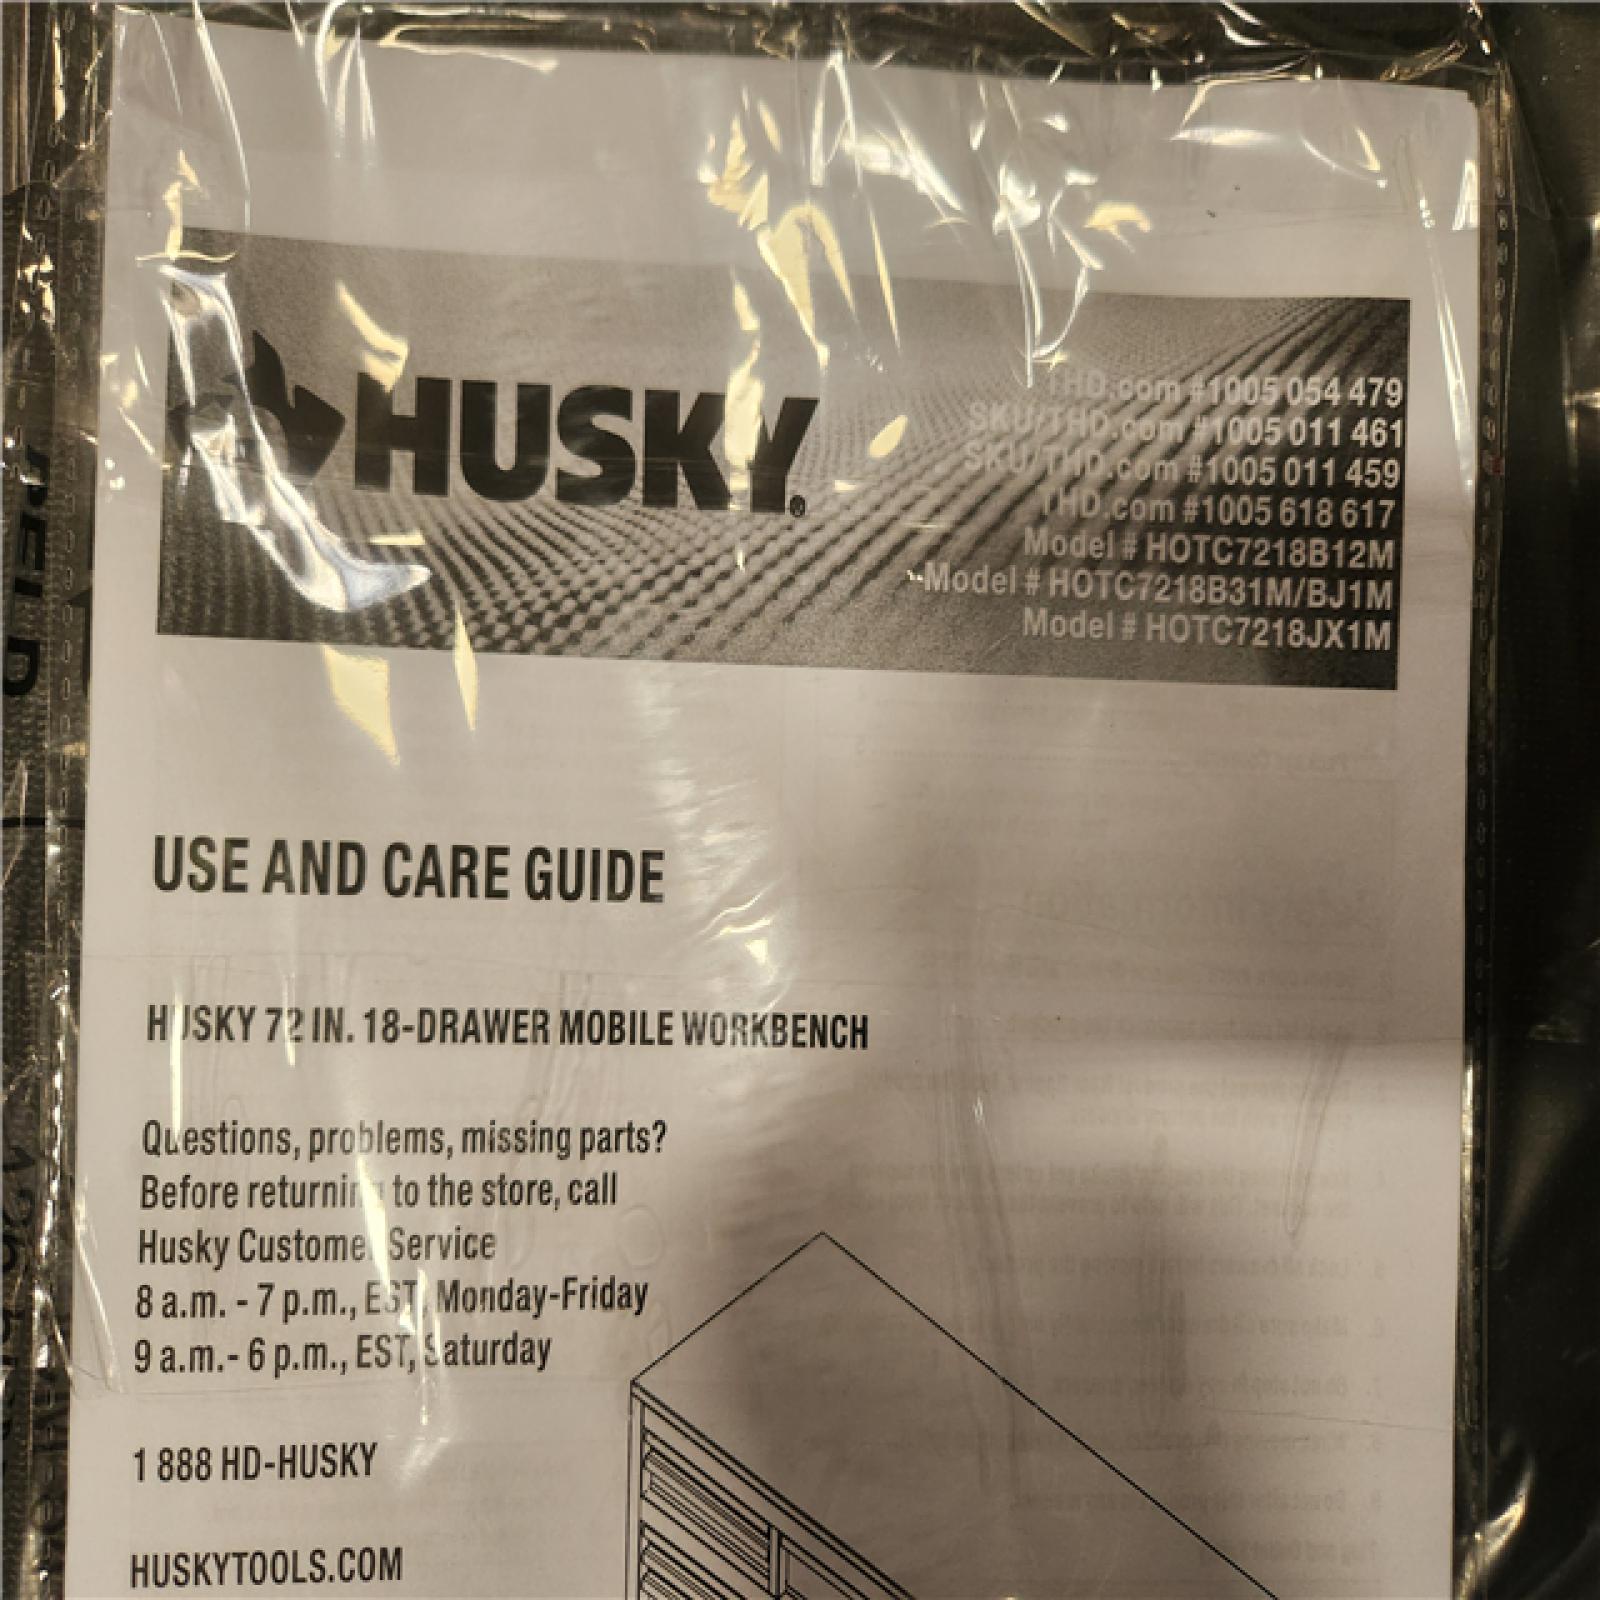 HUSKY®
THD.com #1005 054 479
SKU/THD.com #1005 011 461
SKU/THD.com #1005 011 459
THD.com #1005 618 617
Model # HOTC7218B12M
Model # HOTC7218B31M/BJ1M
Model # HOTC7218JX1M
USE AND CARE GUIDE
HUSKY 72 IN. 18-DRAWER MOBILE WORKBENCH
Questions, problems, missing parts?
Before returning to the store, call
Husky Customer Service
8 a.m. - 7 p.m., EST, Monday-Friday
9 a.m.- 6 p.m., EST, Saturday
1 888 HD-HUSKY
HUSKYTOOLS.COM